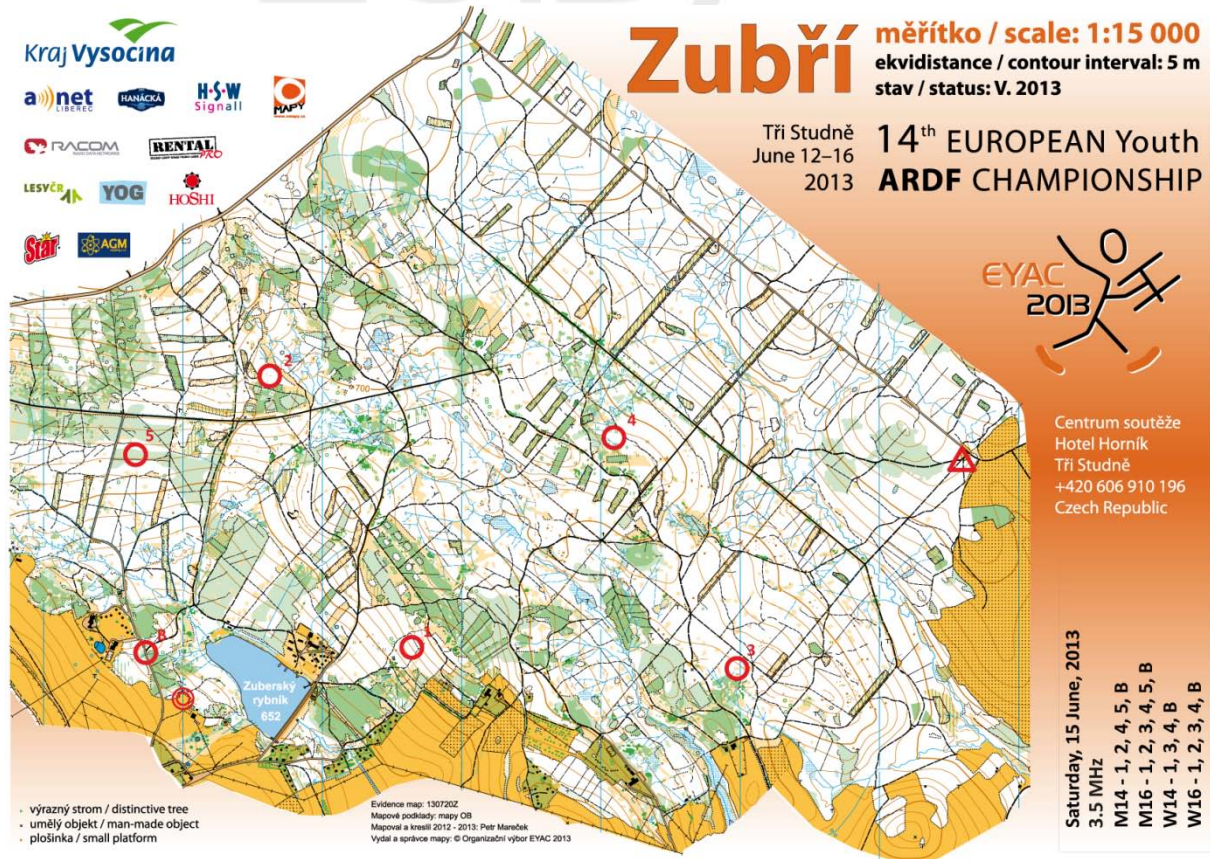 Kraj Vysočina
a net
LIBEREC
HANÁCKÁ
H·S·W
Signall
MAPY
RACOM
RENTAL
PRO
LESYČR
YOG
HOSHI
Star
AGM
Zubří
měřítko / scale: 1:15 000
ekvidistance / contour interval: 5 m
stav / status: V. 2013
Tři Studně
June 12–16
2013
14th EUROPEAN Youth
ARDF CHAMPIONSHIP
EYAC
2013
Centrum soutěže
Hotel Horník
Tři Studně
+420 606 910 196
Czech Republic
2
700
5
4
1
3
B
Zuberský
rybník
652
Saturday, 15 June, 2013
3.5 MHz
M14 - 1, 2, 4, 5, B
M16 - 1, 2, 3, 4, 5, B
W14 - 1, 3, 4, B
W16 - 1, 2, 3, 4, B
výrazný strom / distinctive tree
umělý objekt / man-made object
plošinka / small platform
Evidence map: 130720Z
Mapové podklady: mapy OB
Mapoval a kreslil 2012 - 2013: Petr Mareček
Vydal a správce mapy: © Organizační výbor EYAC 2013